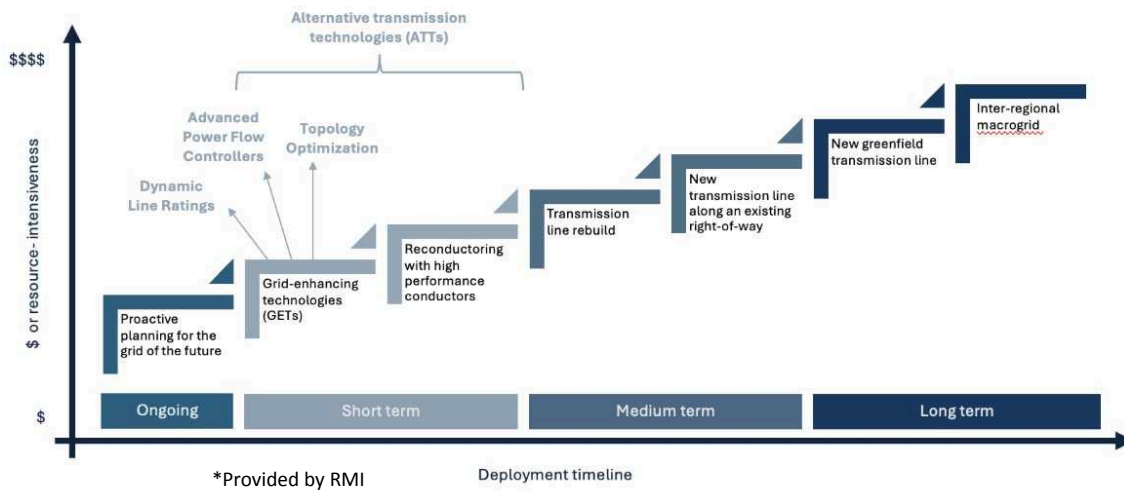 Alternative transmission
technologies (ATTs)
$$$$
Advanced
Power Flow
Controllers
Topology
Optimization
Dynamic
Line Ratings
$ or resource- intensiveness
Proactive
planning for the
grid of the future
Grid-enhancing
technologies
(GETs)
Reconductoring
with high
performance
conductors
Transmission
line rebuild
New
transmission line
along an existing
right-of-way
New greenfield
transmission line
Inter-regional
macrogrid
$
Ongoing
Short term
Medium term
Long term
*Provided by RMI
Deployment timeline